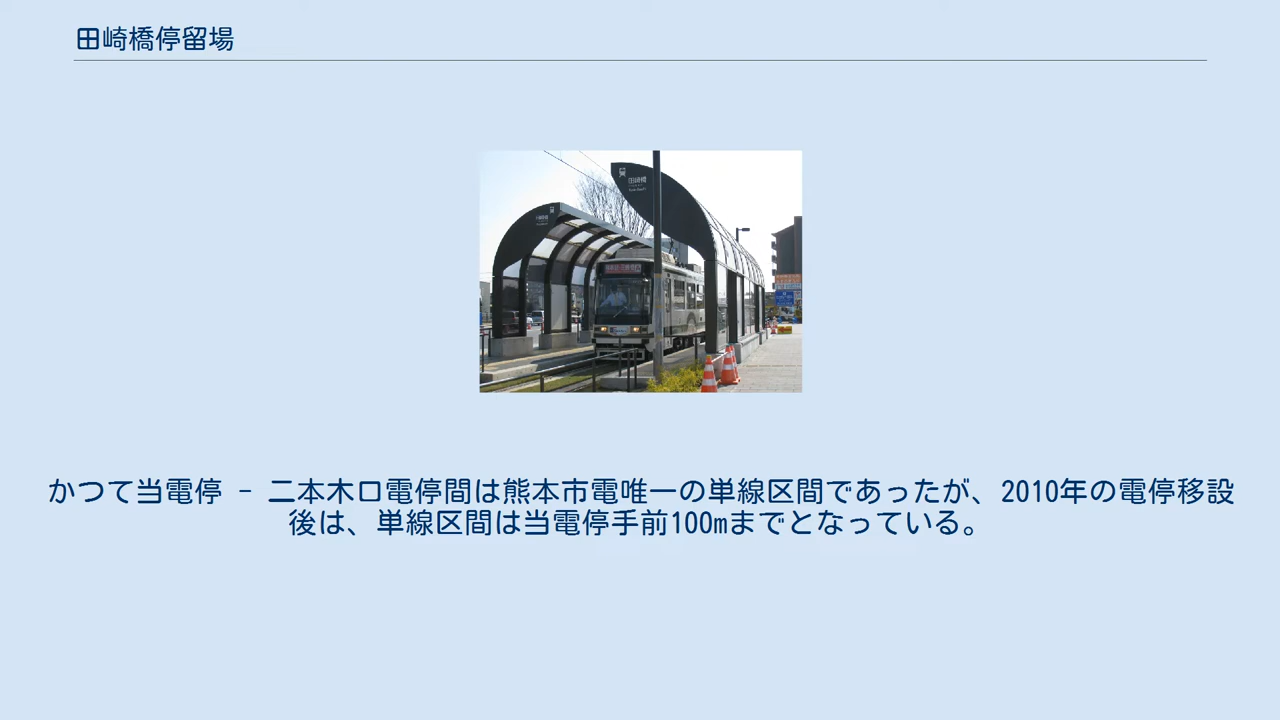 田崎橋停留場
田崎橋
かつて当電停 - 二本木口電停間は熊本市電唯一の単線区間であったが、2010年の電停移設
後は、単線区間は当電停手前100mまでとなっている。